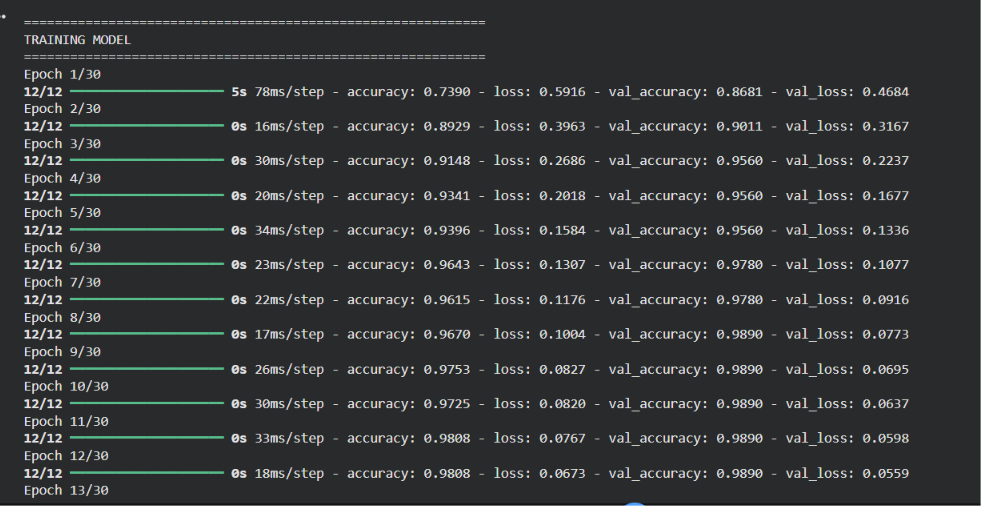 ============================================================
TRAINING MODEL
============================================================
Epoch 1/30
12/12 ━━━━━━━━━━━━━━━━━━━━ 5s 78ms/step - accuracy: 0.7390 - loss: 0.5916 - val_accuracy: 0.8681 - val_loss: 0.4684
Epoch 2/30
12/12 ━━━━━━━━━━━━━━━━━━━━ 0s 16ms/step - accuracy: 0.8929 - loss: 0.3963 - val_accuracy: 0.9011 - val_loss: 0.3167
Epoch 3/30
12/12 ━━━━━━━━━━━━━━━━━━━━ 0s 30ms/step - accuracy: 0.9148 - loss: 0.2686 - val_accuracy: 0.9560 - val_loss: 0.2237
Epoch 4/30
12/12 ━━━━━━━━━━━━━━━━━━━━ 0s 20ms/step - accuracy: 0.9341 - loss: 0.2018 - val_accuracy: 0.9560 - val_loss: 0.1677
Epoch 5/30
12/12 ━━━━━━━━━━━━━━━━━━━━ 0s 34ms/step - accuracy: 0.9396 - loss: 0.1584 - val_accuracy: 0.9560 - val_loss: 0.1336
Epoch 6/30
12/12 ━━━━━━━━━━━━━━━━━━━━ 0s 23ms/step - accuracy: 0.9643 - loss: 0.1307 - val_accuracy: 0.9780 - val_loss: 0.1077
Epoch 7/30
12/12 ━━━━━━━━━━━━━━━━━━━━ 0s 22ms/step - accuracy: 0.9615 - loss: 0.1176 - val_accuracy: 0.9780 - val_loss: 0.0916
Epoch 8/30
12/12 ━━━━━━━━━━━━━━━━━━━━ 0s 17ms/step - accuracy: 0.9670 - loss: 0.1004 - val_accuracy: 0.9890 - val_loss: 0.0773
Epoch 9/30
12/12 ━━━━━━━━━━━━━━━━━━━━ 0s 26ms/step - accuracy: 0.9753 - loss: 0.0827 - val_accuracy: 0.9890 - val_loss: 0.0695
Epoch 10/30
12/12 ━━━━━━━━━━━━━━━━━━━━ 0s 30ms/step - accuracy: 0.9725 - loss: 0.0820 - val_accuracy: 0.9890 - val_loss: 0.0637
Epoch 11/30
12/12 ━━━━━━━━━━━━━━━━━━━━ 0s 33ms/step - accuracy: 0.9808 - loss: 0.0767 - val_accuracy: 0.9890 - val_loss: 0.0598
Epoch 12/30
12/12 ━━━━━━━━━━━━━━━━━━━━ 0s 18ms/step - accuracy: 0.9808 - loss: 0.0673 - val_accuracy: 0.9890 - val_loss: 0.0559
Epoch 13/30